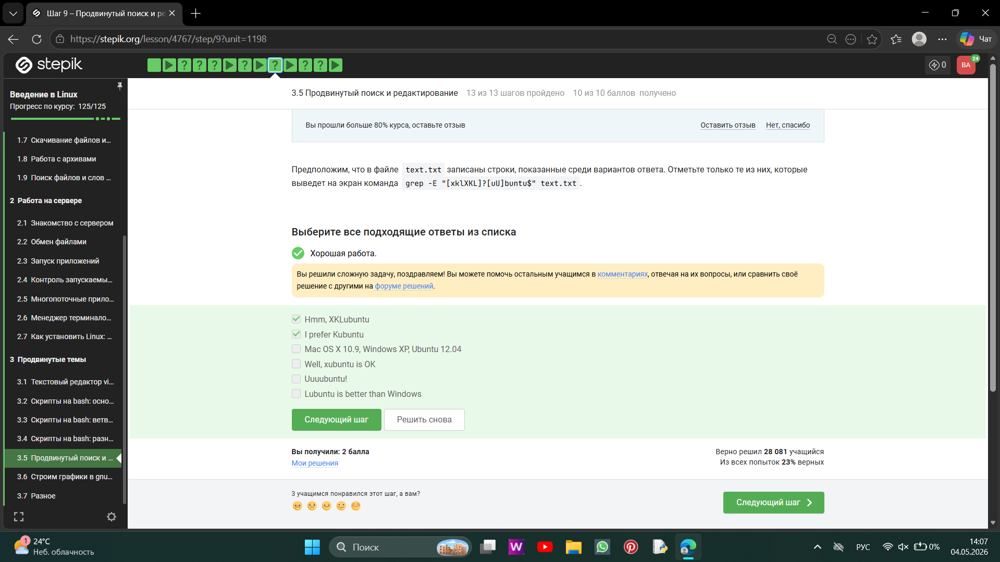 Шаг 9 – Продвинутый поиск и ре
https://stepik.org/lesson/4767/step/9?unit=1198
Чат
stepik
0
ВА
24
Введение в Linux
Прогресс по курсу: 125/125
1.7 Скачивание файлов и...
1.8 Работа с архивами
1.9 Поиск файлов и слов ...
2 Работа на сервере
2.1 Знакомство с сервером
2.2 Обмен файлами
2.3 Запуск приложений
2.4 Контроль запускаемы...
2.5 Многопоточные прило...
2.6 Менеджер терминало...
2.7 Как установить Linux: ...
3 Продвинутые темы
3.1 Текстовый редактор vi...
3.2 Скрипты на bash: осно...
3.3 Скрипты на bash: ветв...
3.4 Скрипты на bash: разн...
3.5 Продвинутый поиск и ...
3.6 Строим графики в gnu...
3.7 Разное
3.5 Продвинутый поиск и редактирование 13 из 13 шагов пройдено 10 из 10 баллов получено
Вы прошли больше 80% курса, оставьте отзыв Оставить отзыв Нет, спасибо
Предположим, что в файле text.txt записаны строки, показанные среди вариантов ответа. Отметьте только те из них, которые
выведет на экран команда grep -E "[xklXKL]?[uU]buntu$" text.txt.
Выберите все подходящие ответы из списка
Хорошая работа.
Вы решили сложную задачу, поздравляем! Вы можете помочь остальным учащимся в комментариях, отвечая на их вопросы, или сравнить своё
решение с другими на форуме решений.
Hmm, XKLubuntu
I prefer Kubuntu
Mac OS X 10.9, Windows XP, Ubuntu 12.04
Well, xubuntu is OK
Uuuubuntu!
Lubuntu is better than Windows
Следующий шаг Решить снова
Вы получили: 2 балла
Мои решения
Верно решил 28 081 учащийся
Из всех попыток 23% верных
3 учащимся понравился этот шаг, а вам?
Следующий шаг
1
24°C
Неб. облачность
Поиск
W
РУС
0%
14:07
04.05.2026